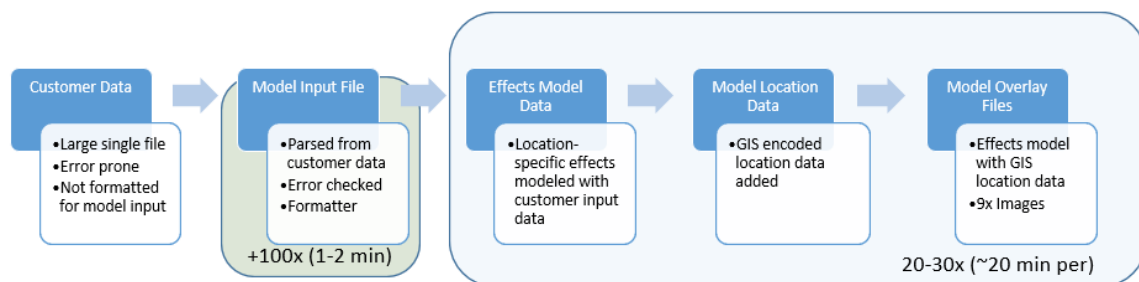 Customer Data
•Large single file
•Error prone
•Not formatted
for model input
Model Input File
•Parsed from
customer data
•Error checked
•Formatter
+100x (1-2 min)
Effects Model
Data
•Location-
specific effects
modeled with
customer input
data
Model Location
Data
•GIS encoded
location data
added
Model Overlay
Files
•Effects model
with GIS
location data
•9x Images
20-30x (~20 min per)